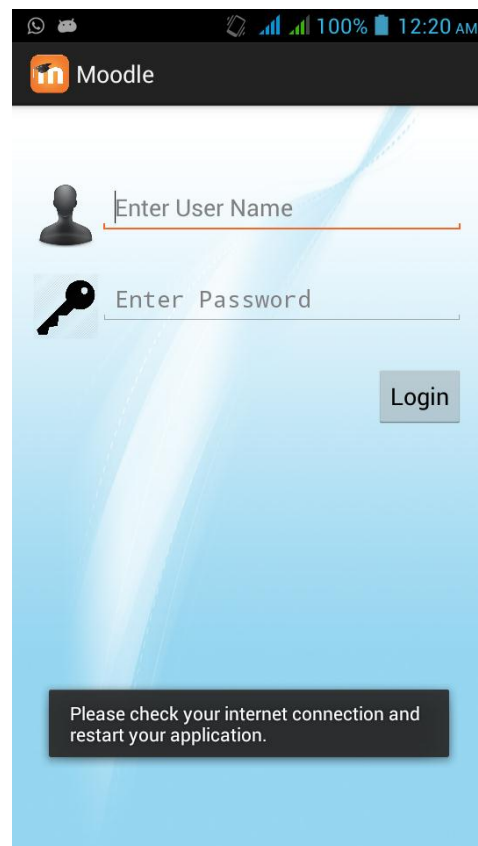 100% 12:20 AM
m Moodle
Enter User Name
Enter Password
Login
Please check your internet connection and
restart your application.